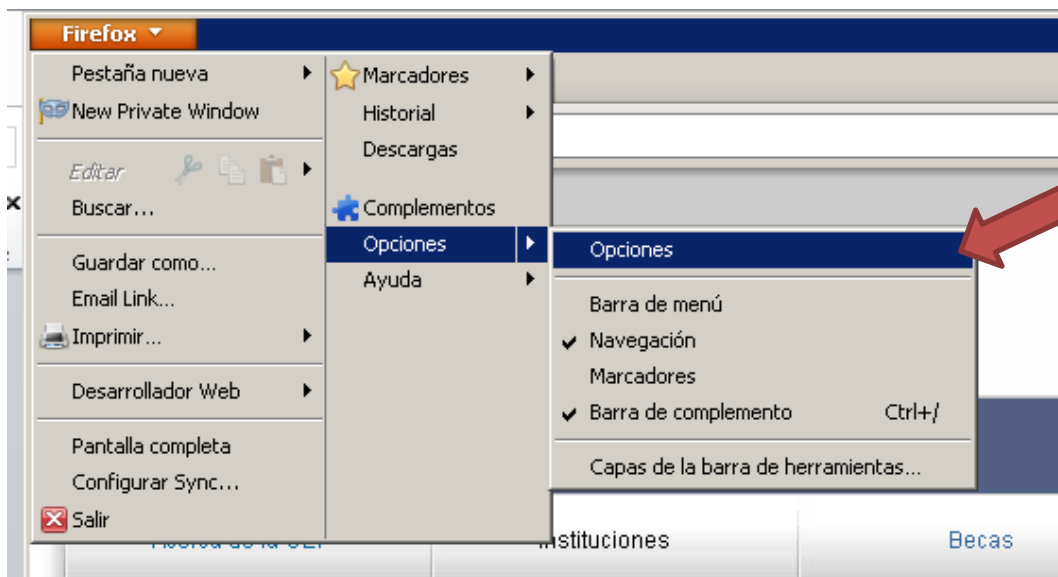 Firefox
Pestaña nueva
New Private Window
Editar
Buscar...
Guardar como...
Email Link...
Imprimir...
Desarrollador Web
Pantalla completa
Configurar Sync...
Salir
Marcadores
Historial
Descargas
Complementos
Opciones
Ayuda
Opciones
Barra de menú
Navegación
Marcadores
Barra de complemento Ctrl+/
Capas de la barra de herramientas...
Becas